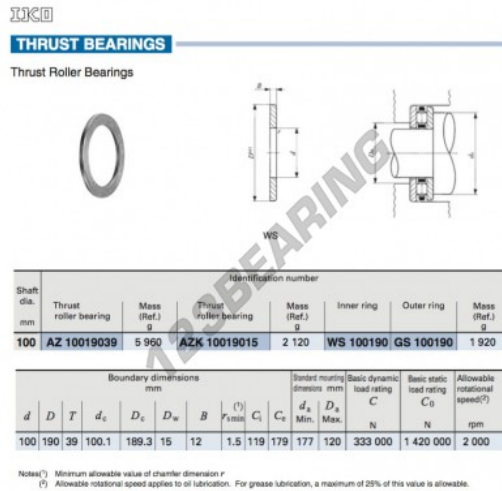 IKO
THRUST BEARINGS
Thrust Roller Bearings
WS
123BEARING
Identification number
Shaft dia. mm
Thrust roller bearing
Mass (Ref.) g
Thrust roller bearing
Mass (Ref.) g
Inner ring
Outer ring
Mass (Ref.) g
100 AZ 10019039 5 960 AZK 10019015 2 120 WS 100190 GS 100190 1 920
Boundary dimensions mm
Standard mounting dimensions mm
Basic dynamic load rating C N
Basic static load rating C0 N
Allowable rotational speed(2) rpm
d D T dc Dc Dw B rs min(1) Ci Ce da Min. Da Max.
100 190 39 100.1 189.3 15 12 1.5 119 179 177 120 333 000 1 420 000 2 000
Notes(1) Minimum allowable value of chamfer dimension r
(2) Allowable rotational speed applies to oil lubrication. For grease lubrication, a maximum of 25% of this value is allowable.